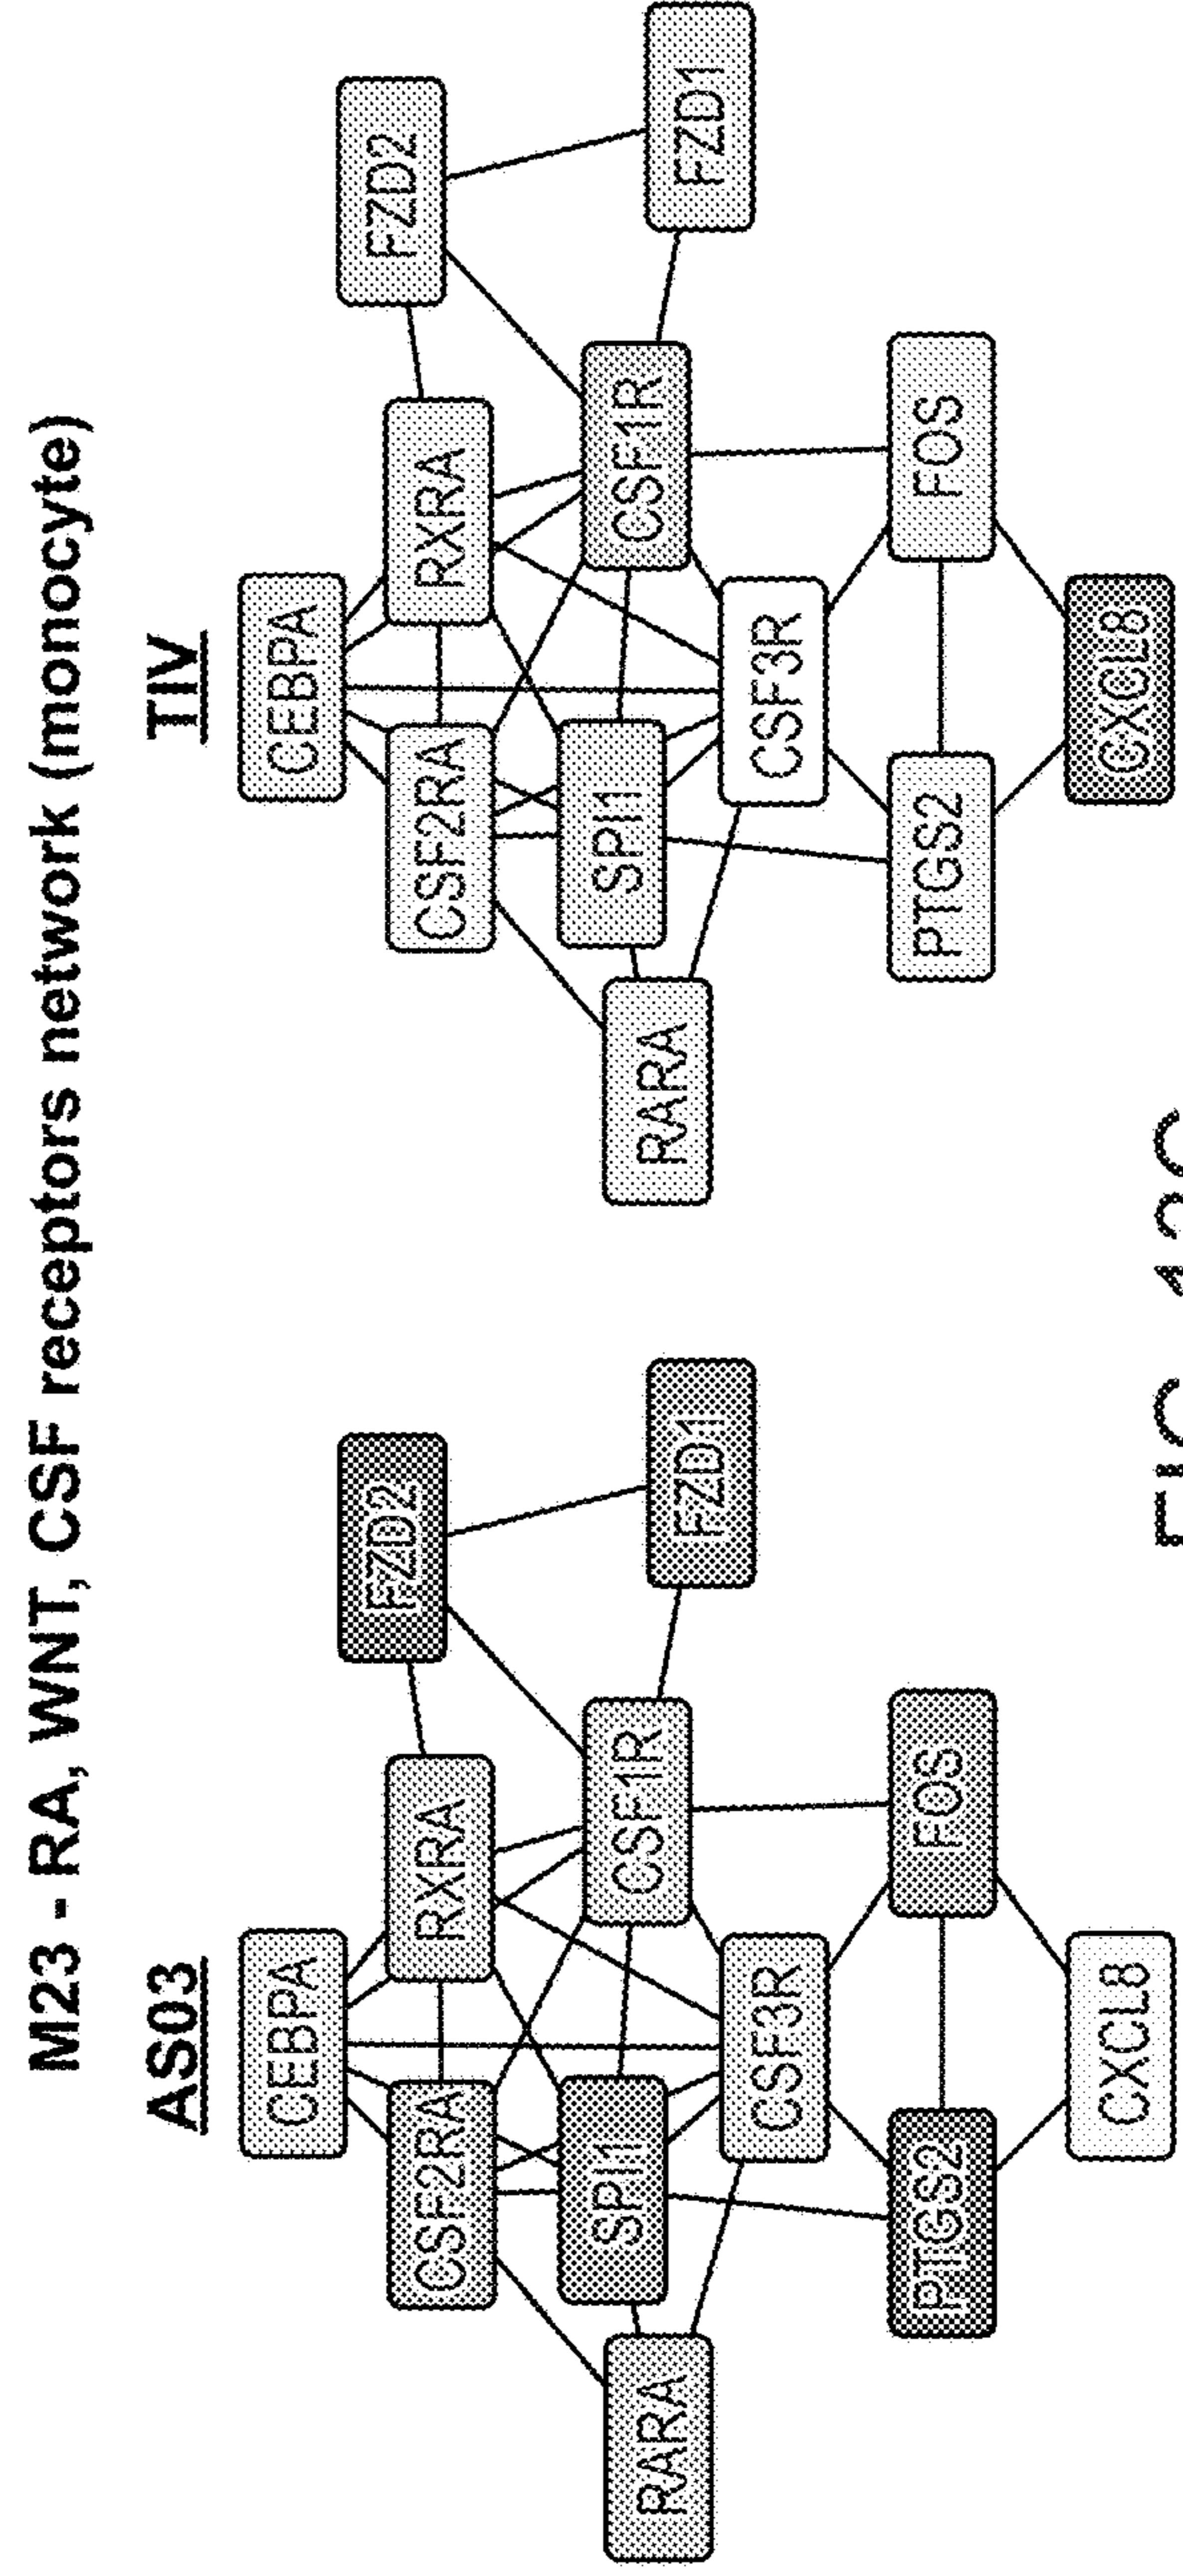 M23 - RA, WNT, CSF receptors network (monocyte)
AS03
CEBPA
CSF2RA
RXRA
FZD2
SPI1
CSF1R
RARA
FZD1
CSF3R
PTGS2
FOS
CXCL8
TIV
CEBPA
CSF2RA
RXRA
FZD2
SPI1
CSF1R
RARA
FZD1
CSF3R
PTGS2
FOS
CXCL8